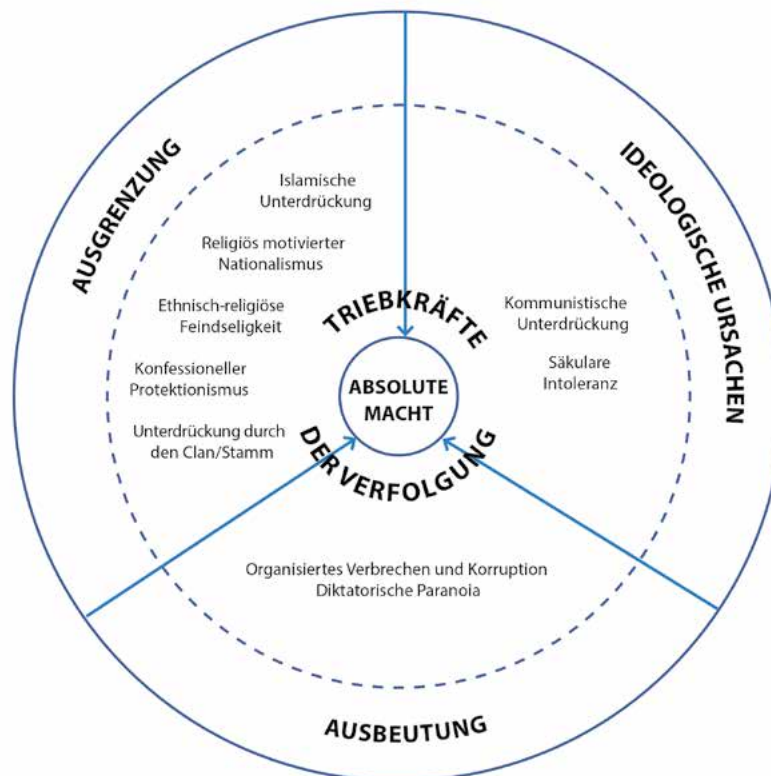 AUSGRENZUNG
Islamische
Unterdrückung
Religiös motivierter
Nationalismus
Ethnisch-religiöse
Feindseligkeit
Konfessioneller
Protektionismus
Unterdrückung durch
den Clan/Stamm
IDEOLOGISCHE URSACHEN
Kommunistische
Unterdrückung
Säkulare
Intoleranz
TRIEBKRÄFTE
ABSOLUTE
MACHT
DER VERFOLGUNG
Organisiertes Verbrechen und Korruption
Diktatorische Paranoia
AUSBEUTUNG